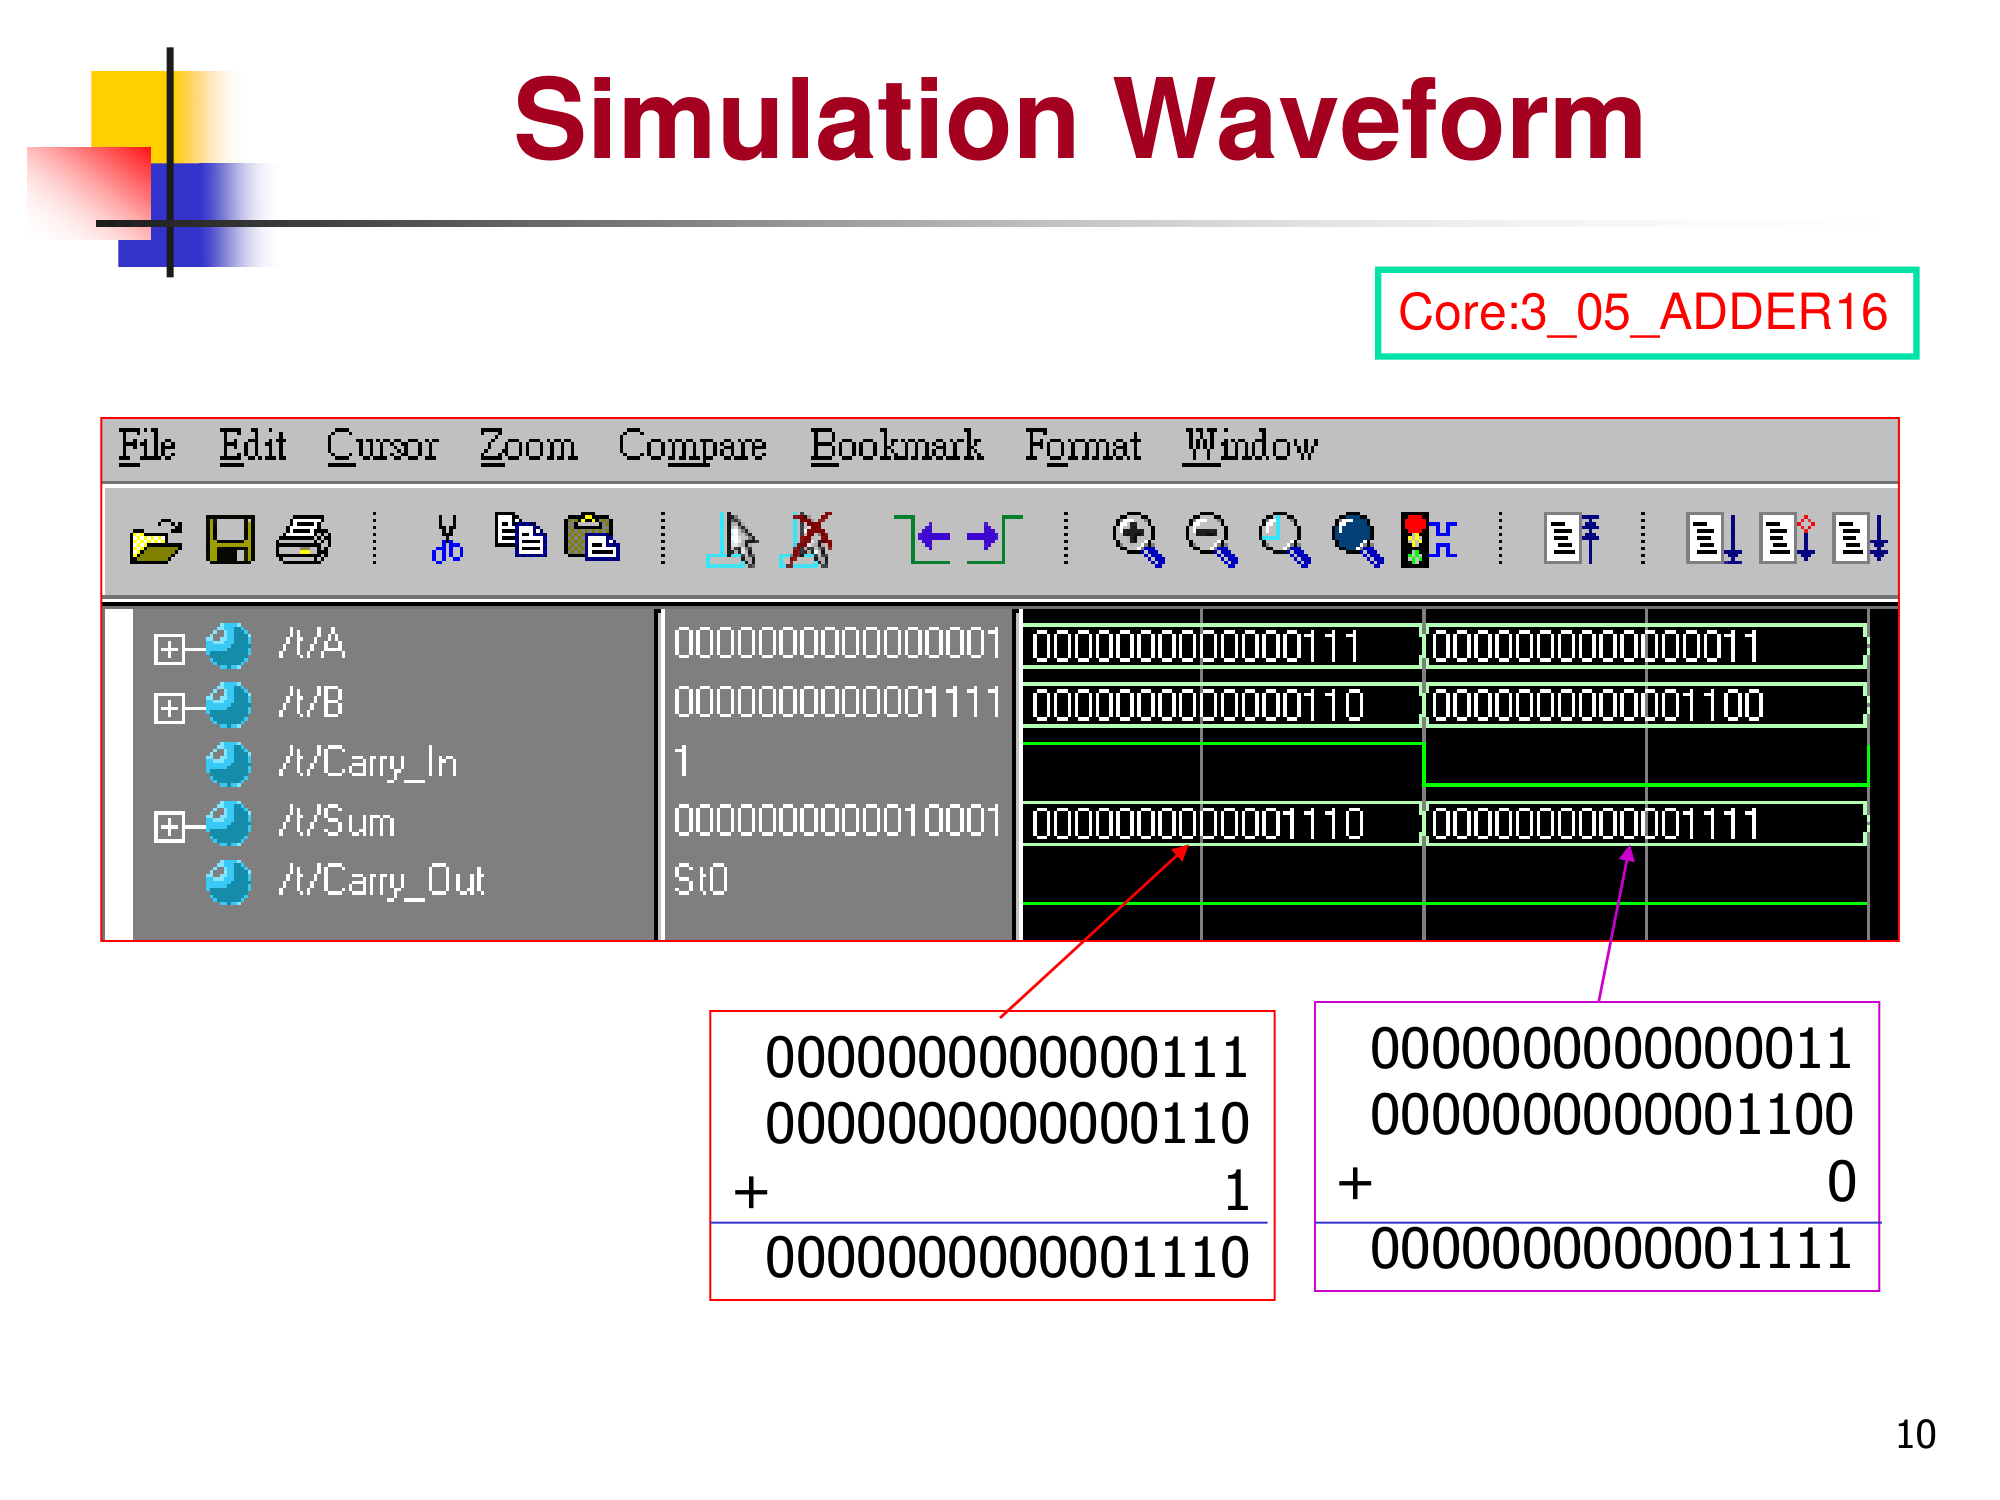 Simulation Waveform
Core:3_05_ADDER16
File Edit Cursor Zoom Compare Bookmark Format Window
/t/A 0000000000000001 0000000000000111 0000000000000011
/t/B 0000000000001111 0000000000000110 0000000000001100
/t/Carry_In 1
/t/Sum 0000000000010001 0000000000001110 0000000000001111
/t/Carry_Out St0
0000000000000111
0000000000000110
+ 1
0000000000001110
0000000000000011
0000000000001100
+ 0
0000000000001111
10